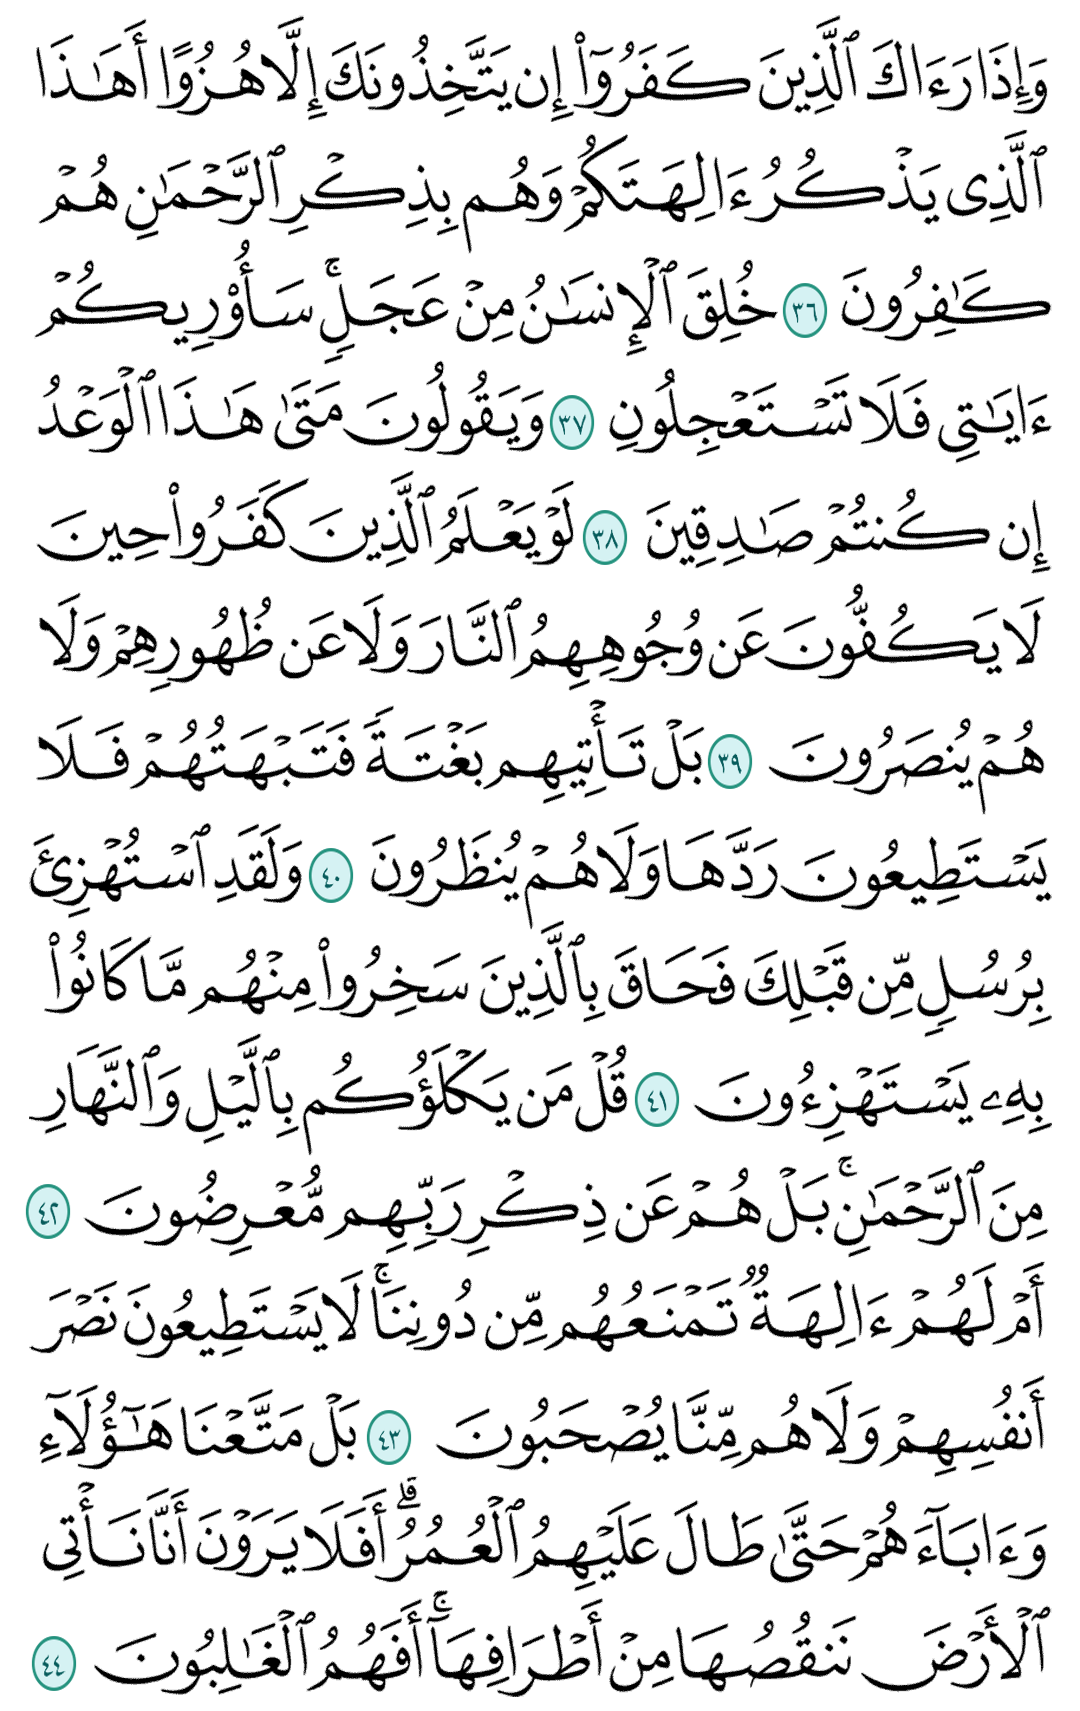 وَإِذَا رَءَاكَ ٱلَّذِينَ كَفَرُوٓا۟ إِن يَتَّخِذُونَكَ إِلَّا هُزُوًا أَهَـٰذَا
ٱلَّذِى يَذْكُرُ ءَالِهَتَكُمْ وَهُم بِذِكْرِ ٱلرَّحْمَـٰنِ هُمْ
كَـٰفِرُونَ ٣٦ خُلِقَ ٱلْإِنسَـٰنُ مِنْ عَجَلٍ ۚ سَأُو۟رِيكُمْ
ءَايَـٰتِى فَلَا تَسْتَعْجِلُونِ ٣٧ وَيَقُولُونَ مَتَىٰ هَـٰذَا ٱلْوَعْدُ
إِن كُنتُمْ صَـٰدِقِينَ ٣٨ لَوْ يَعْلَمُ ٱلَّذِينَ كَفَرُوا۟ حِينَ
لَا يَكُفُّونَ عَن وُجُوهِهِمُ ٱلنَّارَ وَلَا عَن ظُهُورِهِمْ وَلَا
هُمْ يُنصَرُونَ ٣٩ بَلْ تَأْتِيهِم بَغْتَةً فَتَبْهَتُهُمْ فَلَا
يَسْتَطِيعُونَ رَدَّهَا وَلَا هُمْ يُنظَرُونَ ٤٠ وَلَقَدِ ٱسْتُهْزِئَ
بِرُسُلٍ مِّن قَبْلِكَ فَحَاقَ بِٱلَّذِينَ سَخِرُوا۟ مِنْهُم مَّا كَانُوا۟
بِهِۦ يَسْتَهْزِءُونَ ٤١ قُلْ مَن يَكْلَؤُكُم بِٱلَّيْلِ وَٱلنَّهَارِ
مِنَ ٱلرَّحْمَـٰنِ ۚ بَلْ هُمْ عَن ذِكْرِ رَبِّهِم مُّعْرِضُونَ ٤٢
أَمْ لَهُمْ ءَالِهَةٌ تَمْنَعُهُم مِّن دُونِنَا ۚ لَا يَسْتَطِيعُونَ نَصْرَ
أَنفُسِهِمْ وَلَا هُم مِّنَّا يُصْحَبُونَ ٤٣ بَلْ مَتَّعْنَا هَـٰٓؤُلَآءِ
وَءَابَآءَهُمْ حَتَّىٰ طَالَ عَلَيْهِمُ ٱلْعُمُرُ ۗ أَفَلَا يَرَوْنَ أَنَّا نَأْتِى
ٱلْأَرْضَ نَنقُصُهَا مِنْ أَطْرَافِهَآ ۚ أَفَهُمُ ٱلْغَـٰلِبُونَ ٤٤